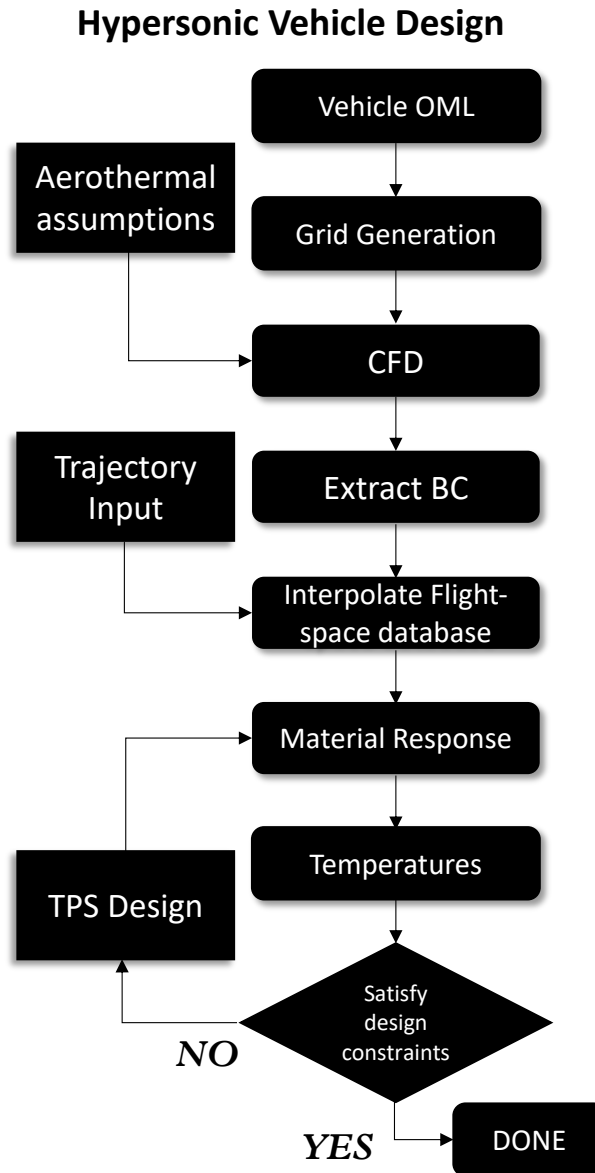 Hypersonic Vehicle Design
Vehicle OML
Aerothermal
assumptions
Grid Generation
CFD
Trajectory
Input
Extract BC
Interpolate Flight-
space database
Material Response
TPS Design
Temperatures
Satisfy
design
constraints
NO
YES
DONE